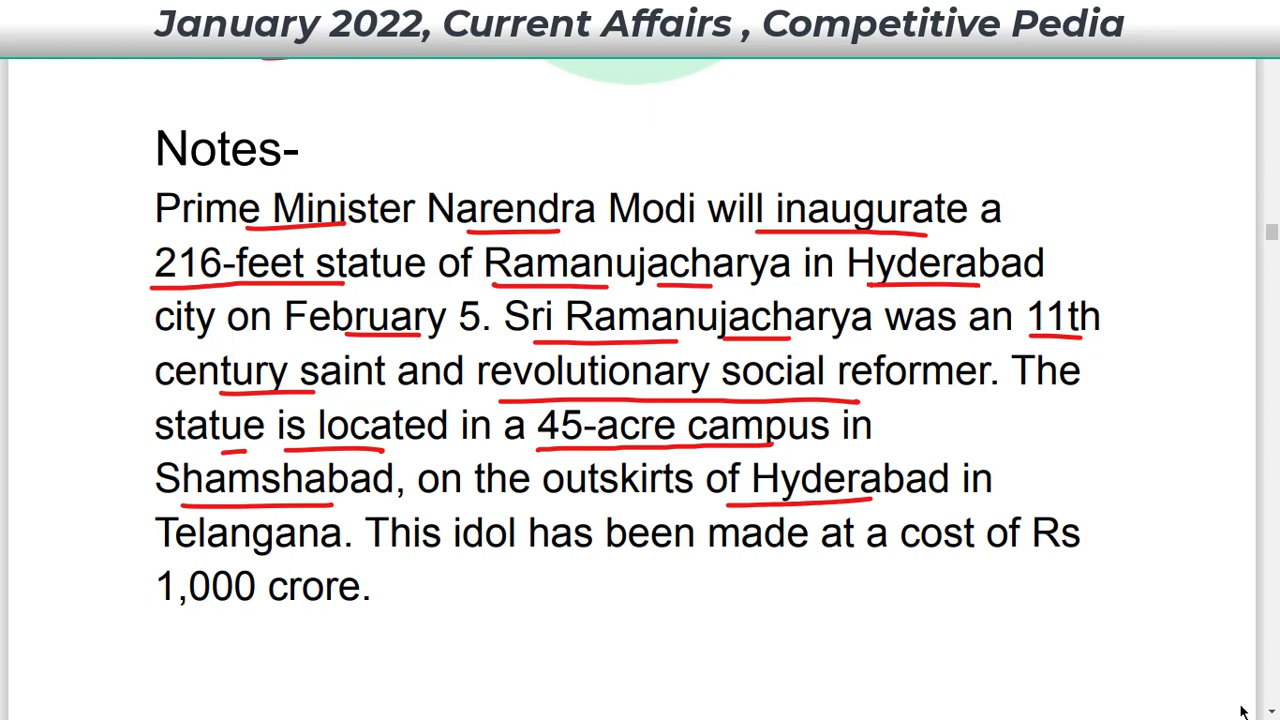 January 2022, Current Affairs , Competitive Pedia
Notes-
Prime Minister Narendra Modi will inaugurate a
216-feet statue of Ramanujacharya in Hyderabad
city on February 5. Sri Ramanujacharya was an 11th
century saint and revolutionary social reformer. The
statue is located in a 45-acre campus in
Shamshabad, on the outskirts of Hyderabad in
Telangana. This idol has been made at a cost of Rs
1,000 crore.